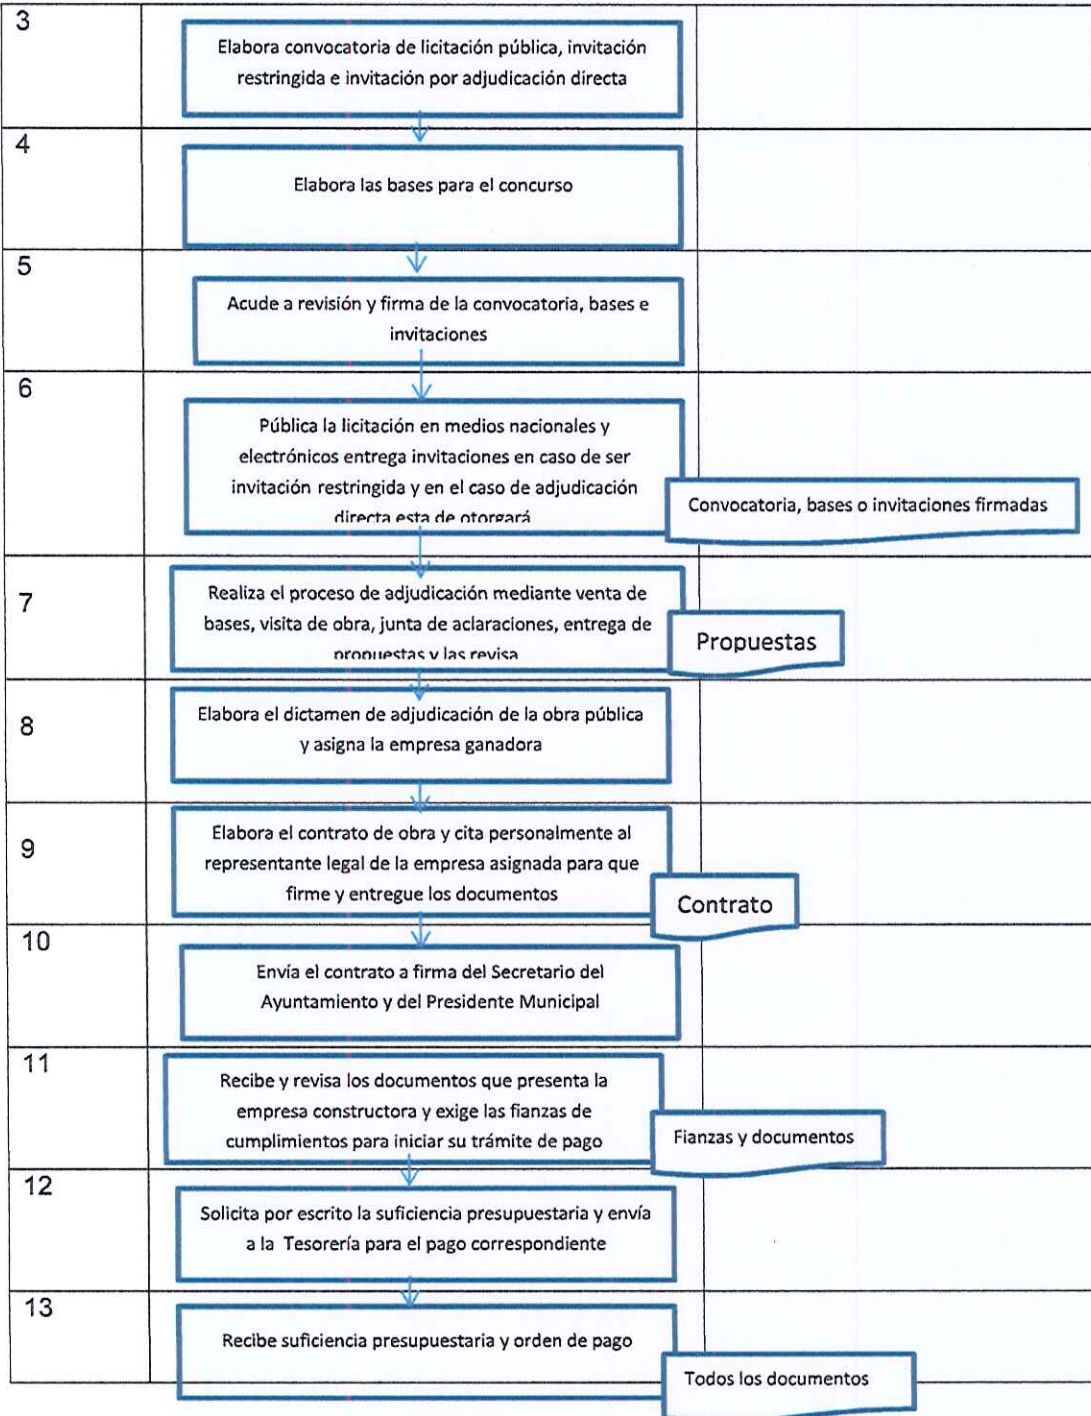 3
Elabora convocatoria de licitación pública, invitación
restringida e invitación por adjudicación directa
4
Elabora las bases para el concurso
5
Acude a revisión y firma de la convocatoria, bases e
invitaciones
6
Pública la licitación en medios nacionales y
electrónicos entrega invitaciones en caso de ser
invitación restringida y en el caso de adjudicación
directa esta de otorgará
Convocatoria, bases o invitaciones firmadas
7
Realiza el proceso de adjudicación mediante venta de
bases, visita de obra, junta de aclaraciones, entrega de
propuestas y las revisa
Propuestas
8
Elabora el dictamen de adjudicación de la obra pública
y asigna la empresa ganadora
9
Elabora el contrato de obra y cita personalmente al
representante legal de la empresa asignada para que
firme y entregue los documentos
Contrato
10
Envía el contrato a firma del Secretario del
Ayuntamiento y del Presidente Municipal
11
Recibe y revisa los documentos que presenta la
empresa constructora y exige las fianzas de
cumplimientos para iniciar su trámite de pago
Fianzas y documentos
12
Solicita por escrito la suficiencia presupuestaria y envía
a la Tesorería para el pago correspondiente
13
Recibe suficiencia presupuestaria y orden de pago
Todos los documentos